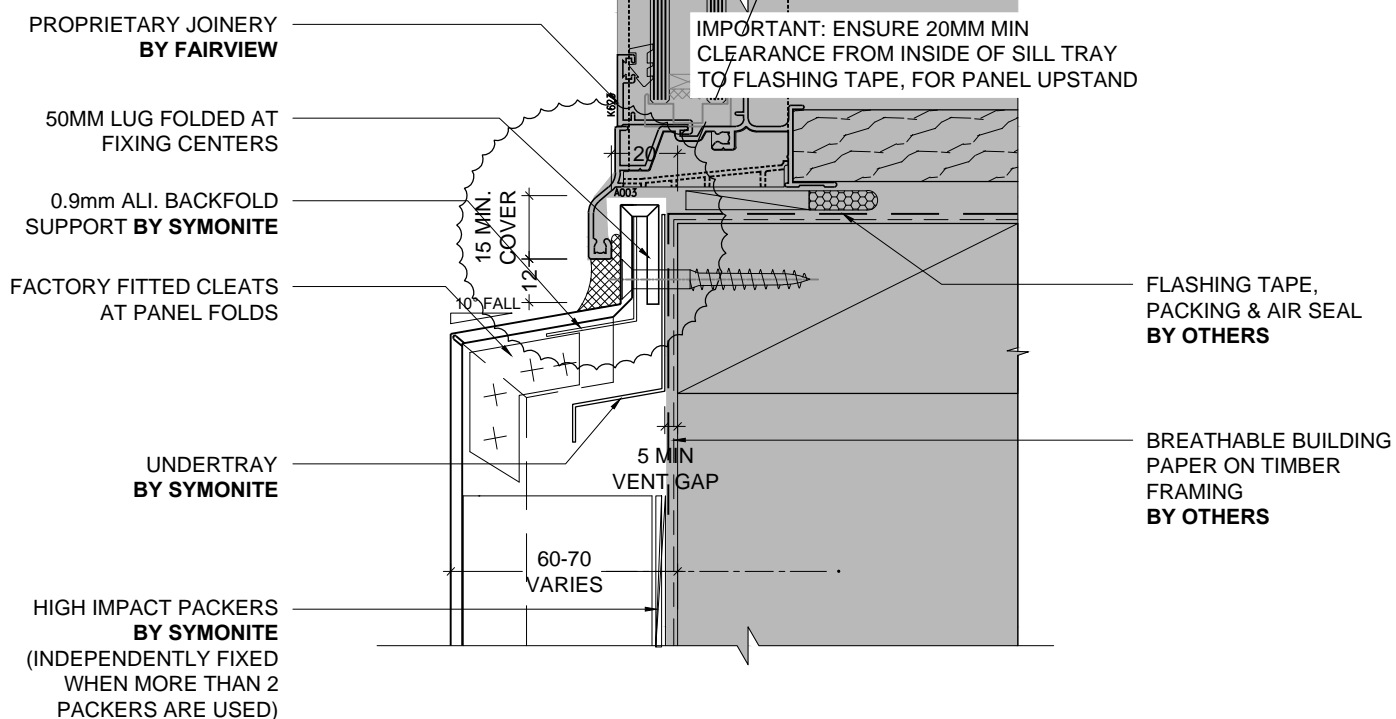 PROPRIETARY JOINERY
BY FAIRVIEW
IMPORTANT: ENSURE 20MM MIN
CLEARANCE FROM INSIDE OF SILL TRAY
TO FLASHING TAPE, FOR PANEL UPSTAND
K623
50MM LUG FOLDED AT
FIXING CENTERS
20
A003
0.9mm ALI. BACKFOLD
SUPPORT BY SYMONITE
15 MIN.
COVER
12
FACTORY FITTED CLEATS
AT PANEL FOLDS
10° FALL
FLASHING TAPE,
PACKING & AIR SEAL
BY OTHERS
UNDERTRAY
BY SYMONITE
5 MIN
VENT GAP
BREATHABLE BUILDING
PAPER ON TIMBER
FRAMING
BY OTHERS
60-70
VARIES
HIGH IMPACT PACKERS
BY SYMONITE
(INDEPENDENTLY FIXED
WHEN MORE THAN 2
PACKERS ARE USED)